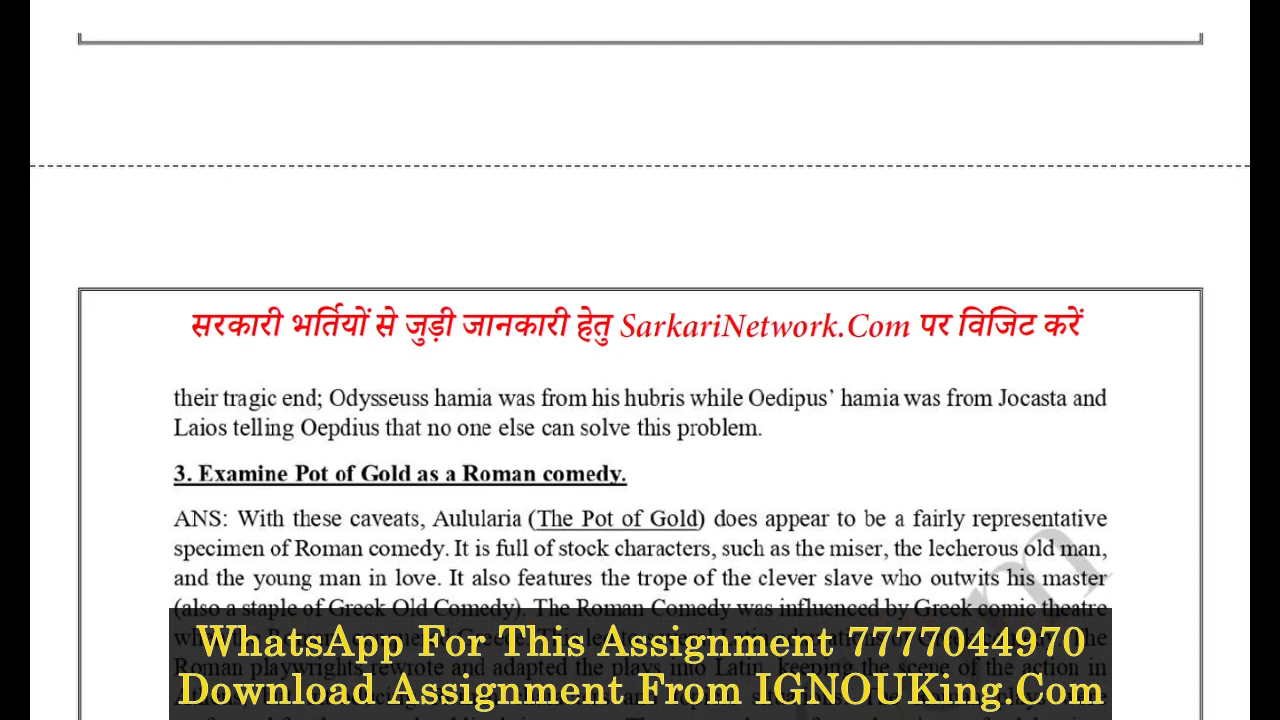 सरकारी भर्तियों से जुड़ी जानकारी हेतु SarkariNetwork.Com पर विजिट करें
their tragic end; Odysseuss hamia was from his hubris while Oedipus’ hamia was from Jocasta and
Laios telling Oepdius that no one else can solve this problem.
3. Examine Pot of Gold as a Roman comedy.
ANS: With these caveats, Aulularia (The Pot of Gold) does appear to be a fairly representative
specimen of Roman comedy. It is full of stock characters, such as the miser, the lecherous old man,
and the young man in love. It also features the trope of the clever slave who outwits his master
(also a staple of Greek Old Comedy). The Roman Comedy was influenced by Greek comic theatre
WhatsApp For This Assignment 7777044970
Roman playwrights rewrote and adapted the plays into Latin, keeping the scene of the action in
Download Assignment From IGNOUKing.Com